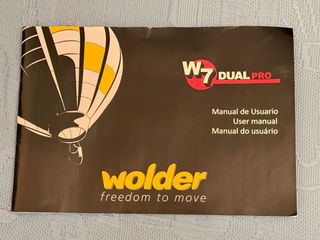 W7 DUAL PRO
Manual de Usuario
User manual
Manual do usuário
wolder
freedom to move